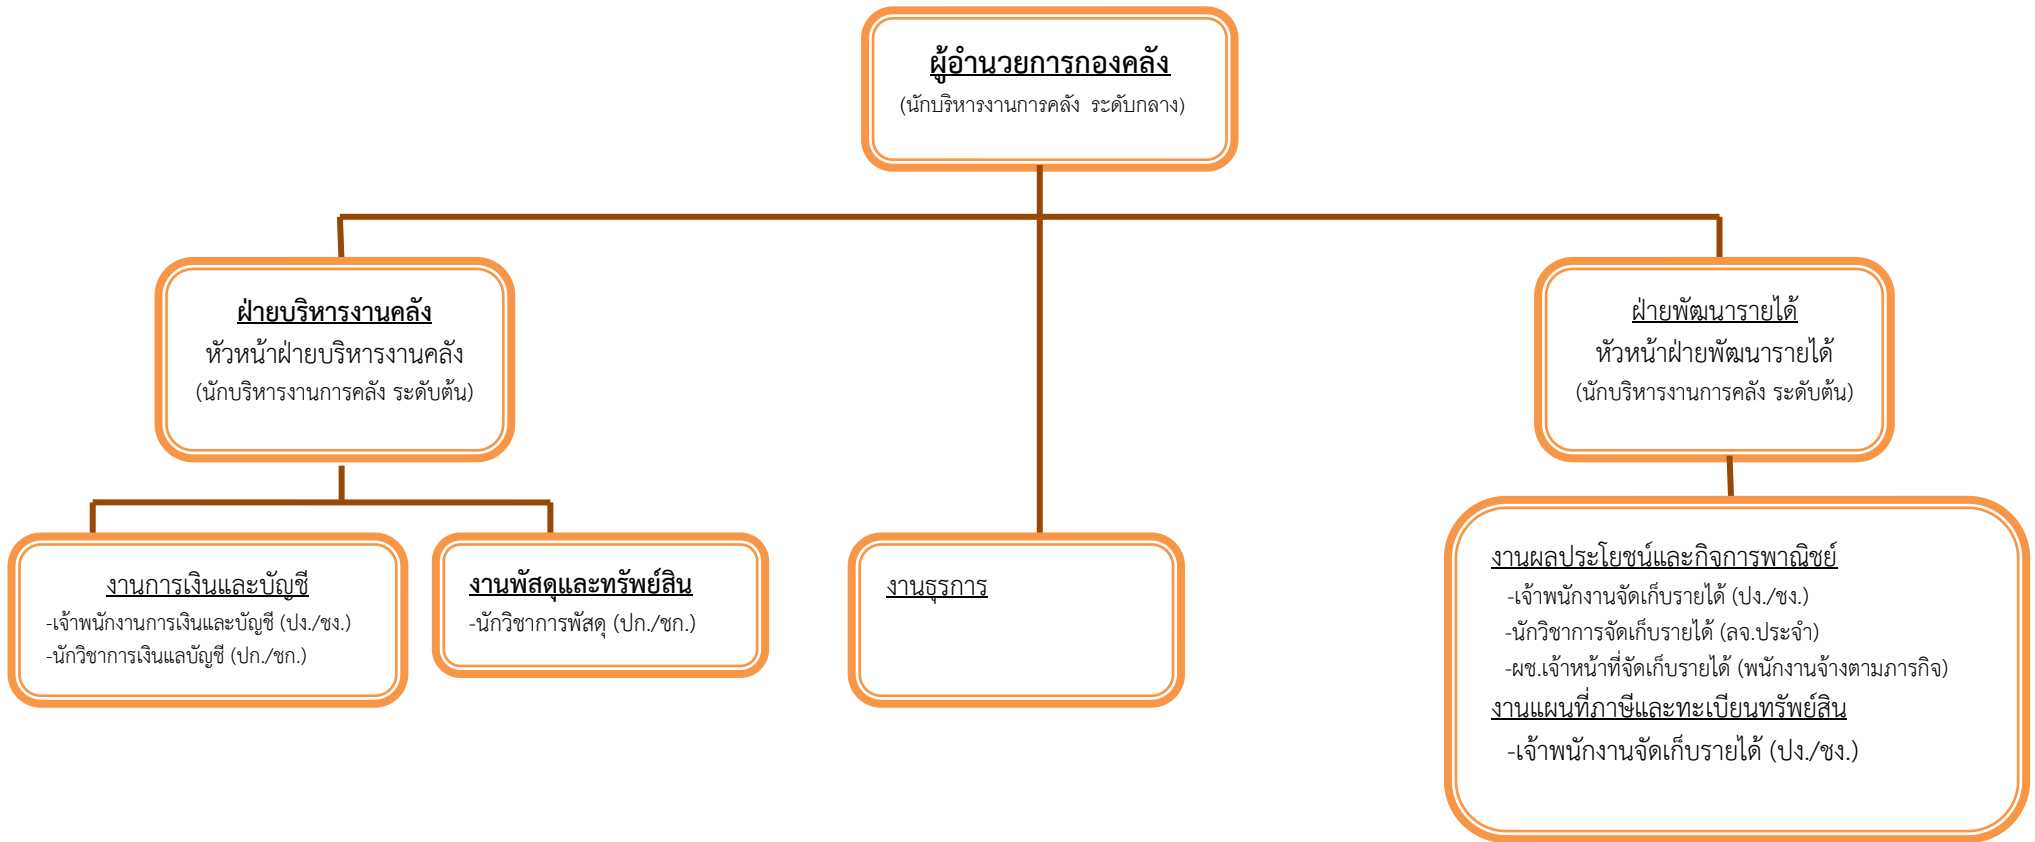 ผู้อำนวยการกองคลัง
(นักบริหารงานการคลัง ระดับกลาง)
ฝ่ายบริหารงานคลัง
หัวหน้าฝ่ายบริหารงานคลัง
(นักบริหารงานการคลัง ระดับต้น)
ฝ่ายพัฒนารายได้
หัวหน้าฝ่ายพัฒนารายได้
(นักบริหารงานการคลัง ระดับต้น)
งานการเงินและบัญชี
-เจ้าพนักงานการเงินและบัญชี (ปง./ชง.)
-นักวิชาการเงินแลบัญชี (ปก./ชก.)
งานพัสดุและทรัพย์สิน
-นักวิชาการพัสดุ (ปก./ชก.)
งานธุรการ
งานผลประโยชน์และกิจการพาณิชย์
-เจ้าพนักงานจัดเก็บรายได้ (ปง./ชง.)
-นักวิชาการจัดเก็บรายได้ (ลจ.ประจำ)
-ผช.เจ้าหน้าที่จัดเก็บรายได้ (พนักงานจ้างตามภารกิจ)
งานแผนที่ภาษีและทะเบียนทรัพย์สิน
-เจ้าพนักงานจัดเก็บรายได้ (ปง./ชง.)